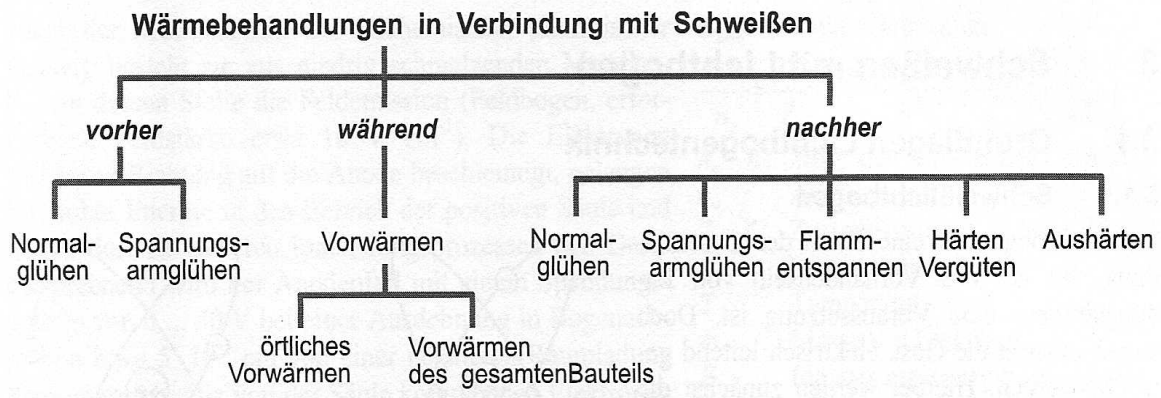 Wärmebehandlungen in Verbindung mit Schweißen
vorher
während
nachher
Normal-
glühen
Spannungs-
armglühen
Vorwärmen
Normal-
glühen
Spannungs-
armglühen
Flamm-
entspannen
Härten
Vergüten
Aushärten
örtliches
Vorwärmen
Vorwärmen
des gesamtenBauteils